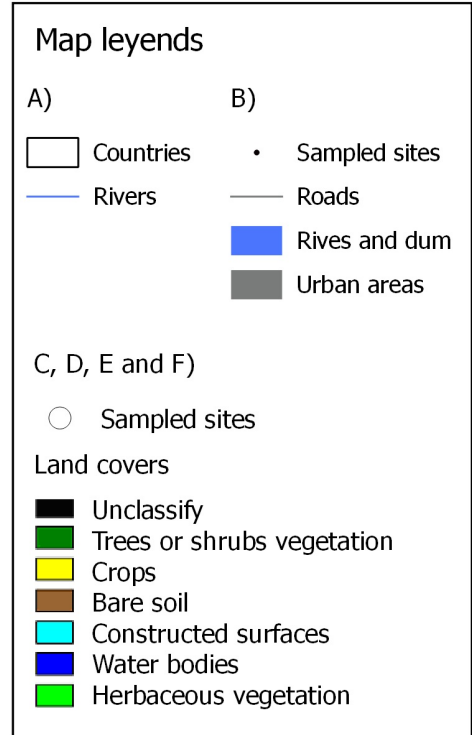 Map leyends
A) B)
Countries Sampled sites
Rivers Roads
Rives and dum
Urban areas
C, D, E and F)
Sampled sites
Land covers
Unclassify
Trees or shrubs vegetation
Crops
Bare soil
Constructed surfaces
Water bodies
Herbaceous vegetation